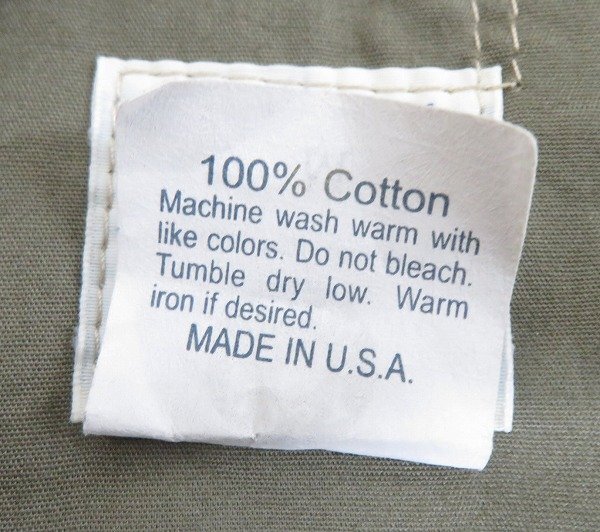 100% Cotton
Machine wash warm with
like colors. Do not bleach.
Tumble dry low. Warm
iron if desired.
MADE IN U.S.A.